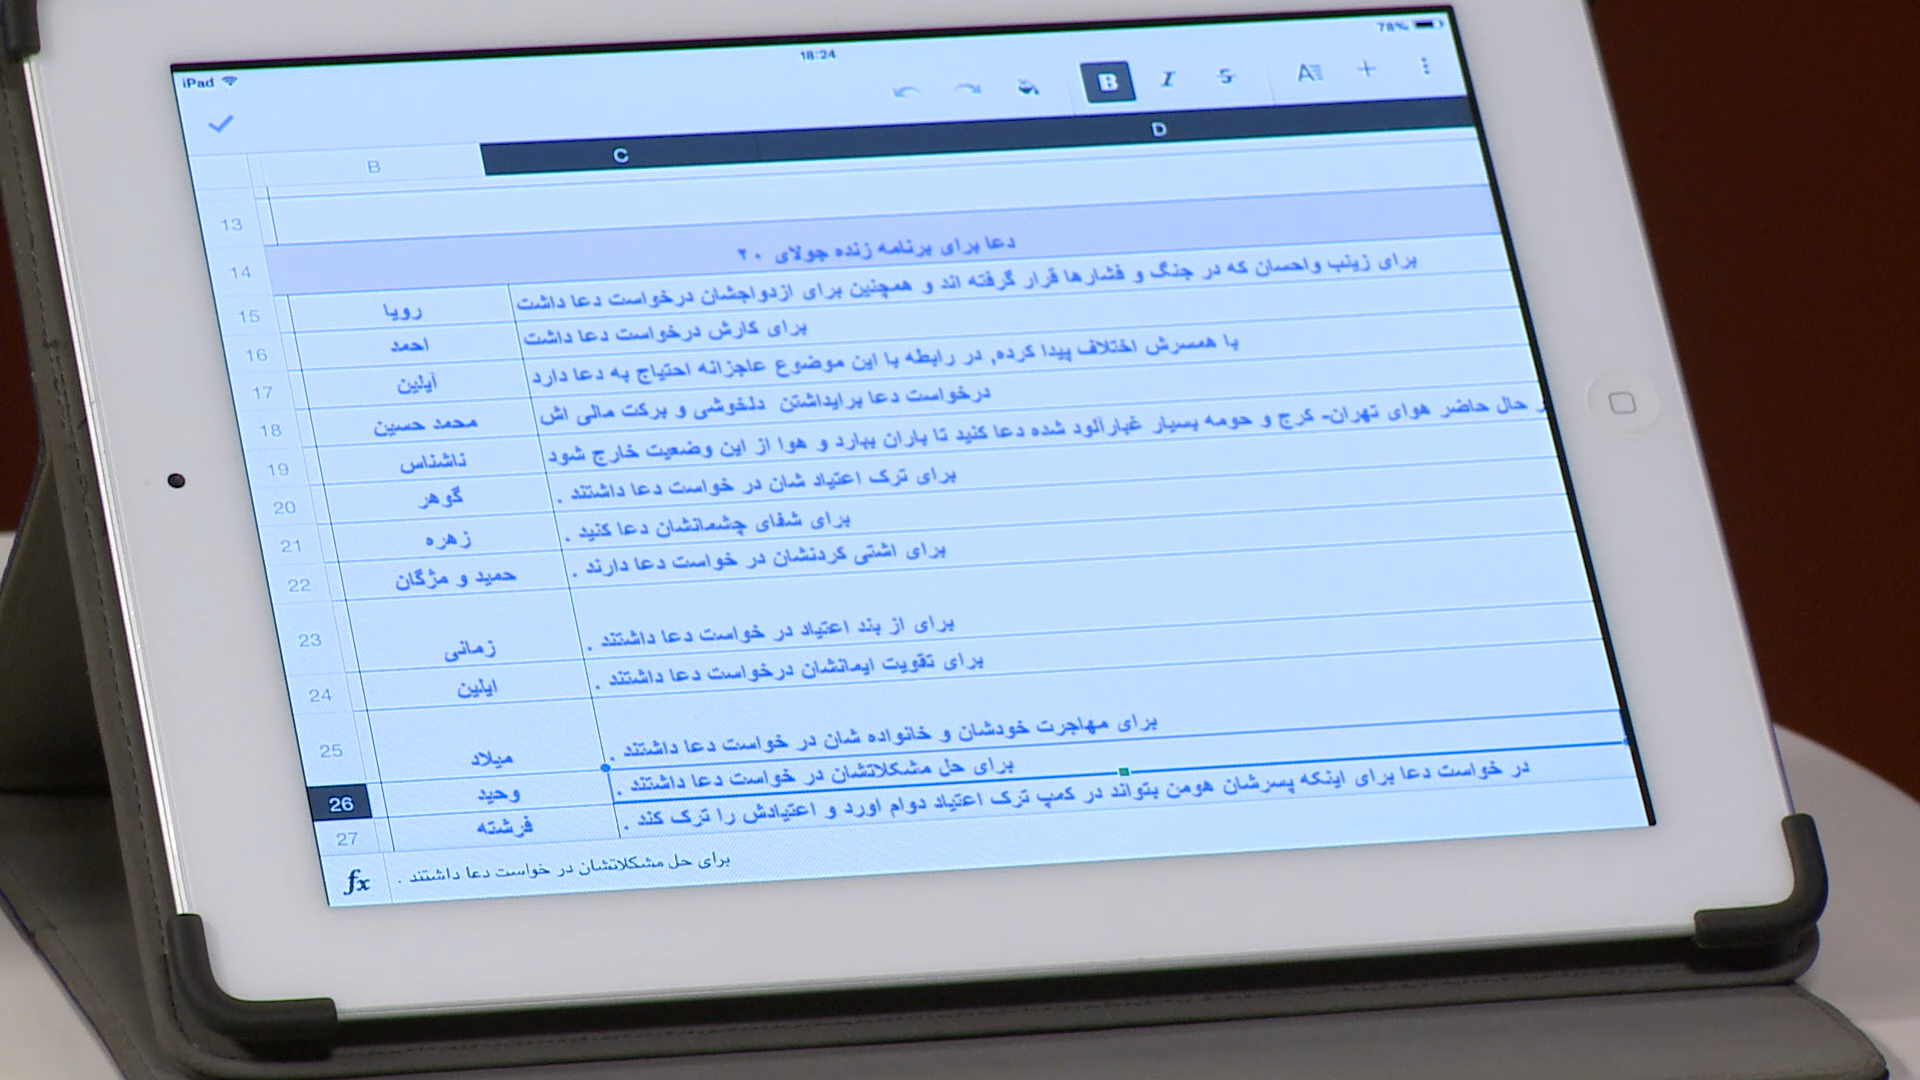 iPad
18:24
78%
B I S A
B C D
13
14 دعا برای برنامه زنده جولای ۲۰
15 رویا برای زینب واحسان که در جنگ و فشارها قرار گرفته اند و همچنین برای ازدواجشان درخواست دعا داشت
16 احمد برای کارش درخواست دعا داشت
17 آیلین با همسرش اختلاف پیدا کرده, در رابطه با این موضوع عاجزانه احتیاج به دعا دارد
18 محمد حسین درخواست دعا برایداشتن دلخوشی و برکت مالی اش
19 ناشناس حال حاضر هوای تهران- کرج و حومه بسیار غبارآلود شده دعا کنید تا باران ببارد و هوا از این وضعیت خارج شود
20 گوهر برای ترک اعتیاد شان در خواست دعا داشتند .
21 زهره برای شفای چشمانشان دعا کنید .
22 حمید و مژگان برای اشتی کردنشان در خواست دعا دارند .
23 زمانی برای از بند اعتیاد در خواست دعا داشتند .
24 ایلین برای تقویت ایمانشان درخواست دعا داشتند .
25 میلاد برای مهاجرت خودشان و خانواده شان در خواست دعا داشتند .
26 وحید برای حل مشکلاتشان در خواست دعا داشتند .
27 فرشته در خواست دعا برای اینکه پسرشان هومن بتواند در کمپ ترک اعتیاد دوام اورد و اعتیادش را ترک کند .
fx برای حل مشکلاتشان در خواست دعا داشتند .